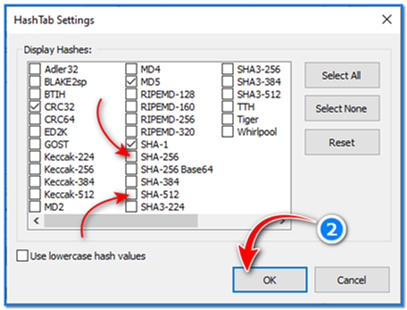 HashTab Settings
Display Hashes:
Adler32
BLAKE2sp
BTIH
CRC32
CRC64
ED2K
GOST
Keccak-224
Keccak-256
Keccak-384
Keccak-512
MD2
MD4
MD5
RIPEMD-128
RIPEMD-160
RIPEMD-256
RIPEMD-320
SHA-1
SHA-256
SHA-256 Base64
SHA-384
SHA-512
SHA3-224
SHA3-256
SHA3-384
SHA3-512
TTH
Tiger
Whirlpool
Select All
Select None
Reset
Use lowercase hash values
2
OK
Cancel